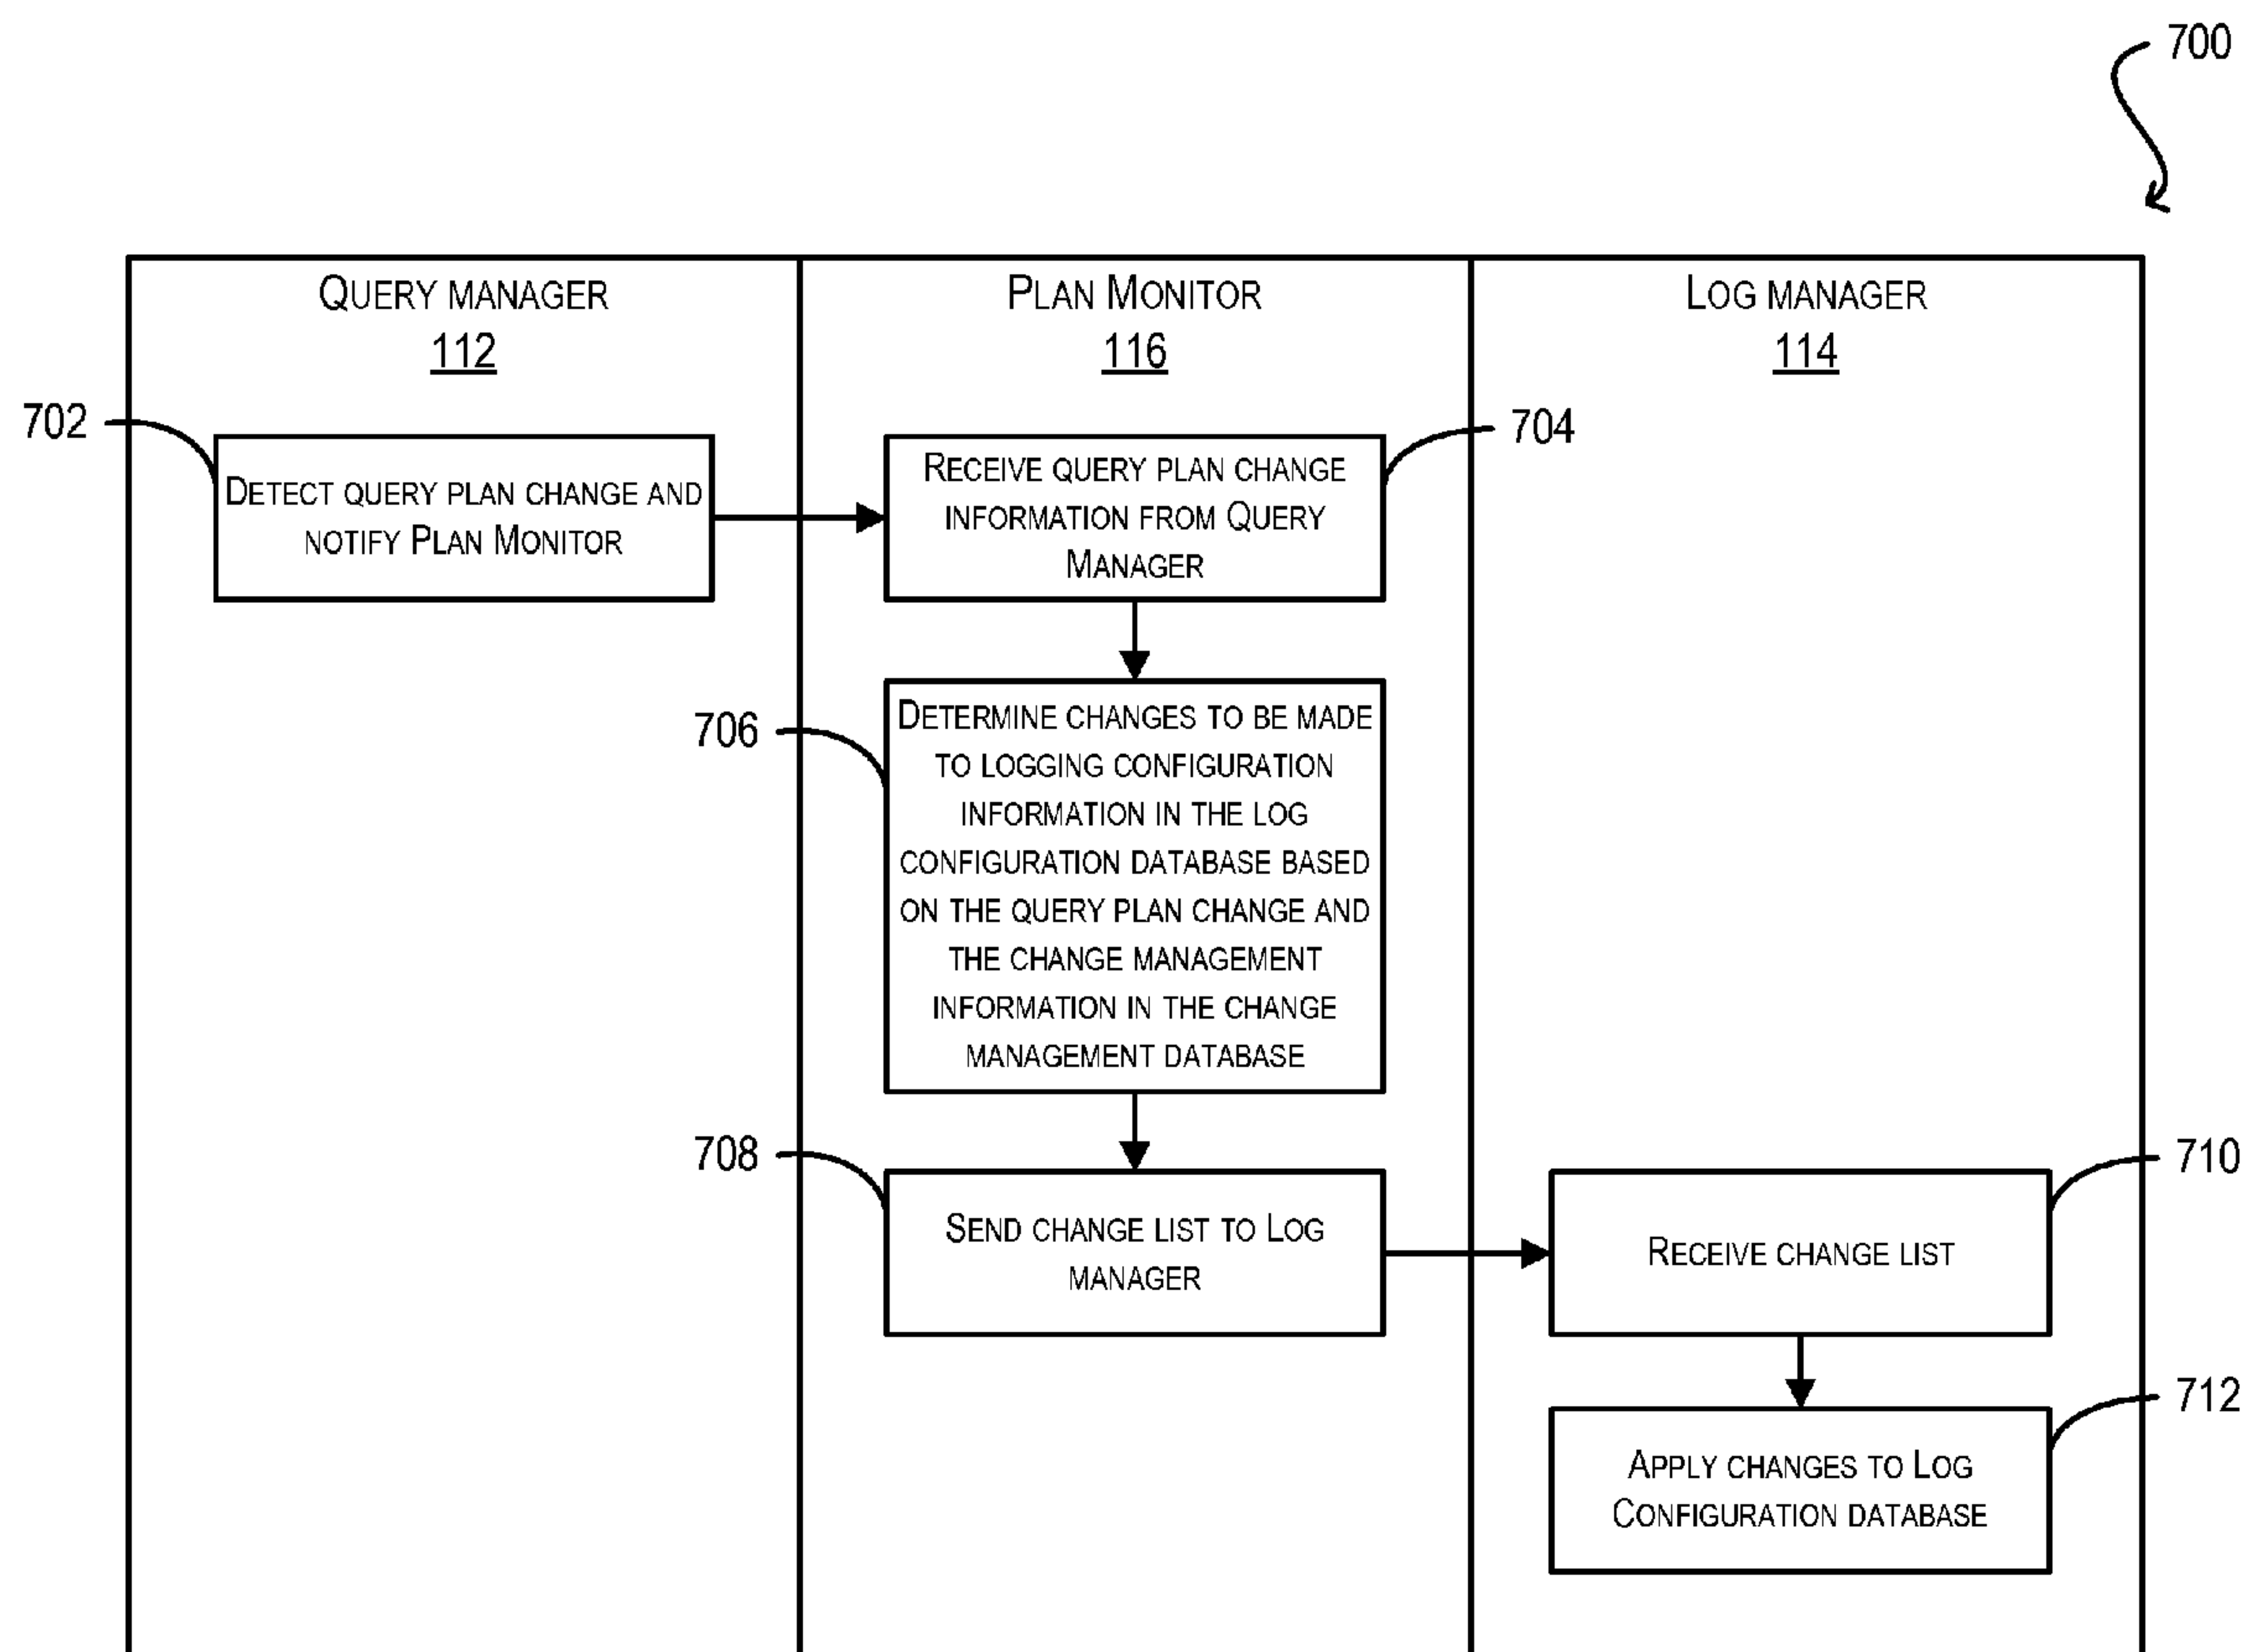 700
Query manager
112
Plan Monitor
116
Log manager
114
702
Detect query plan change and
notify Plan Monitor
704
Receive query plan change
information from Query
Manager
706
Determine changes to be made
to logging configuration
information in the log
configuration database based
on the query plan change and
the change management
information in the change
management database
708
Send change list to Log
manager
710
Receive change list
712
Apply changes to Log
Configuration database